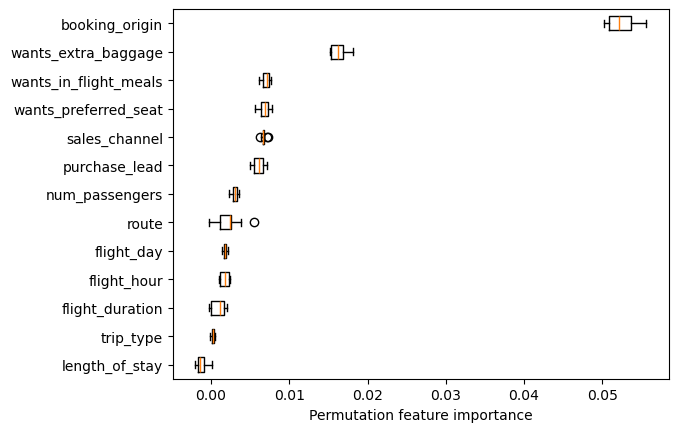 booking_origin
wants_extra_baggage
wants_in_flight_meals
wants_preferred_seat
sales_channel
purchase_lead
num_passengers
route
flight_day
flight_hour
flight_duration
trip_type
length_of_stay
0.00 0.01 0.02 0.03 0.04 0.05
Permutation feature importance